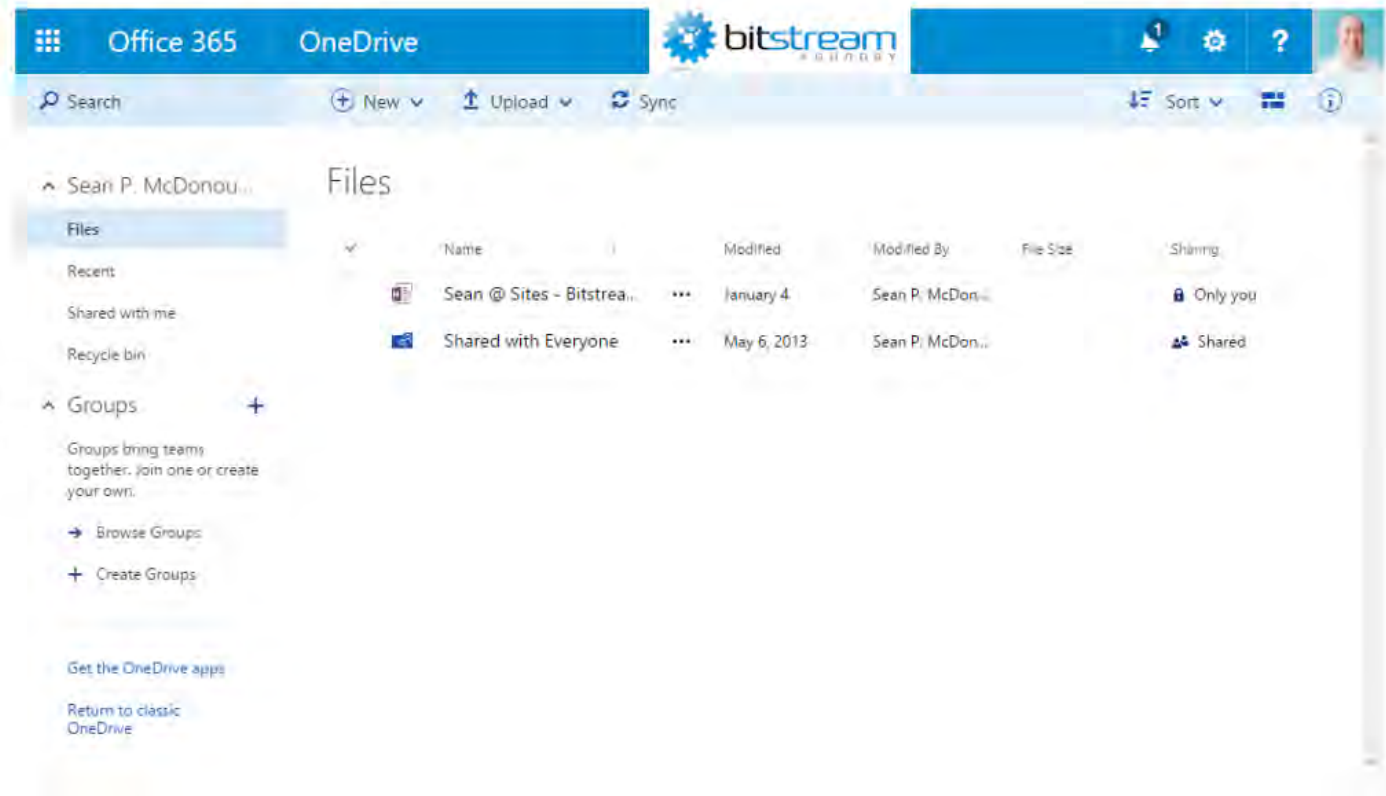 Office 365 OneDrive bitstream FOUNDRY 1 ?
Search New Upload Sync Sort
Sean P. McDonou...
Files
Recent
Shared with me
Recycle bin
Groups +
Groups bring teams
together. Join one or create
your own.
Browse Groups
+ Create Groups
Get the OneDrive apps
Return to classic
OneDrive
Files
Name Modified Modified By File Size Sharing
Sean @ Sites - Bitstrea... ••• January 4 Sean P. McDon... Only you
Shared with Everyone ••• May 6, 2013 Sean P. McDon... Shared